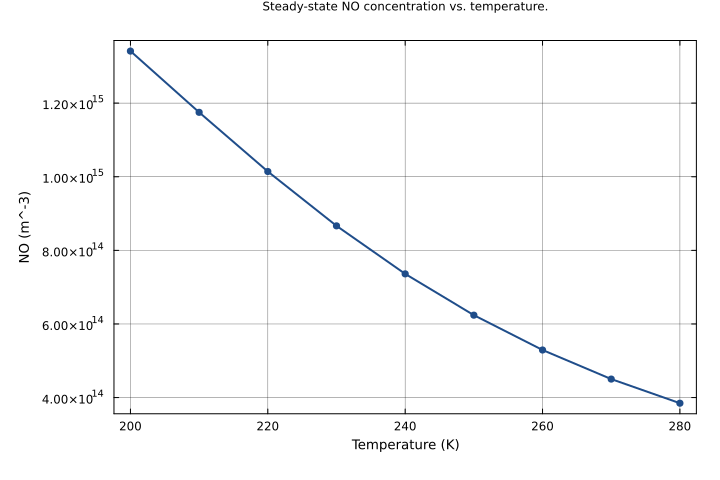 Steady-state NO concentration vs. temperature.
1.20×10^15
1.00×10^15
8.00×10^14
6.00×10^14
4.00×10^14
NO (m^-3)
200 220 240 260 280
Temperature (K)